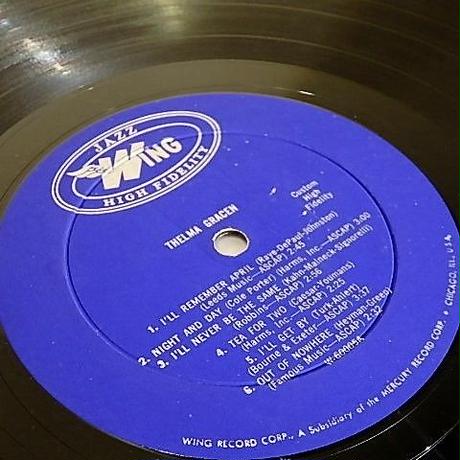 JAZZ
WING
HIGH FIDELITY
THELMA GRACEN
Custom
High
Fidelity
1. I'LL REMEMBER APRIL (Raye-DePaul-Johnston)
(Leeds Music—ASCAP) 2:45
2. NIGHT AND DAY (Cole Porter) (Harms, Inc.—ASCAP) 3:00
3. I'LL NEVER BE THE SAME (Kahn-Malneck-Signorelli)
(Robbins—ASCAP) 2:56
4. TEA FOR TWO (Caesar-Youmans)
(Harms, Inc.—ASCAP) 2:25
5. I'LL GET BY (Turk-Ahlert)
(Bourne & Exeter—ASCAP) 3:37
6. OUT OF NOWHERE (Heyman-Green)
(Famous Music—ASCAP) 2:37
WING RECORD CORP., A Subsidiary of the MERCURY RECORD CORP. • CHICAGO, ILL. U.S.A.